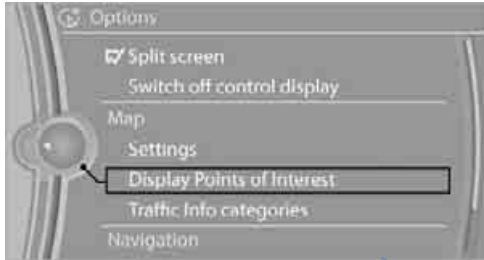 Options
Split screen
Switch off control display
Map
Settings
Display Points of Interest
Traffic Info categories
Navigation